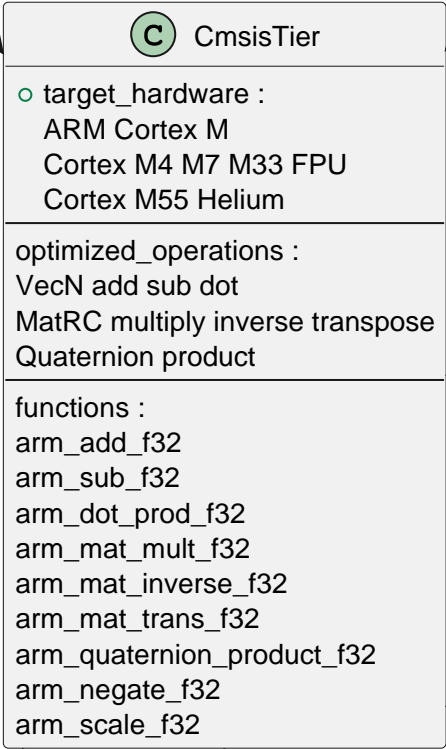 C CmsisTier
target_hardware :
ARM Cortex M
Cortex M4 M7 M33 FPU
Cortex M55 Helium
optimized_operations :
VecN add sub dot
MatRC multiply inverse transpose
Quaternion product
functions :
arm_add_f32
arm_sub_f32
arm_dot_prod_f32
arm_mat_mult_f32
arm_mat_inverse_f32
arm_mat_trans_f32
arm_quaternion_product_f32
arm_negate_f32
arm_scale_f32